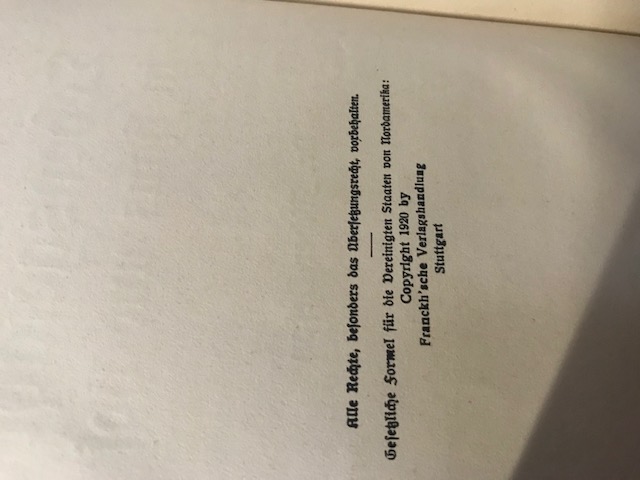 Alle Rechte, besonders das Übersetzungsrecht, vorbehalten.
Gesetzliche Formel für die Vereinigten Staaten von Nordamerika:
Copyright 1920 by
Franckh'sche Verlagshandlung
Stuttgart